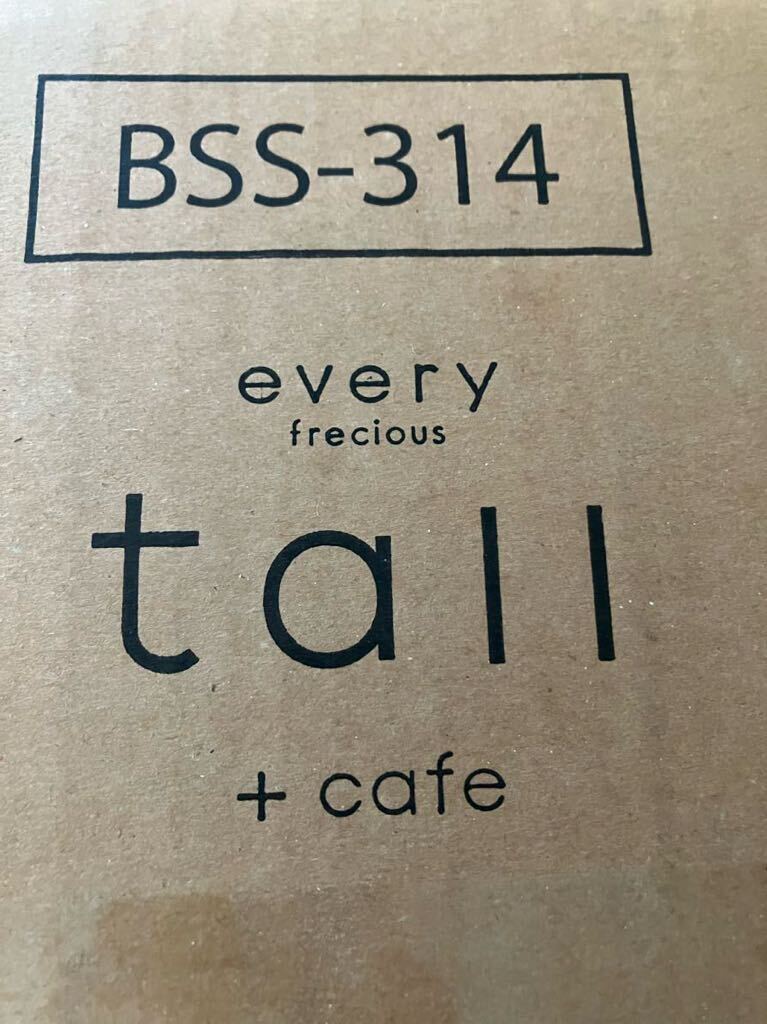 BSS-314
every
frecious
tall
+ cafe